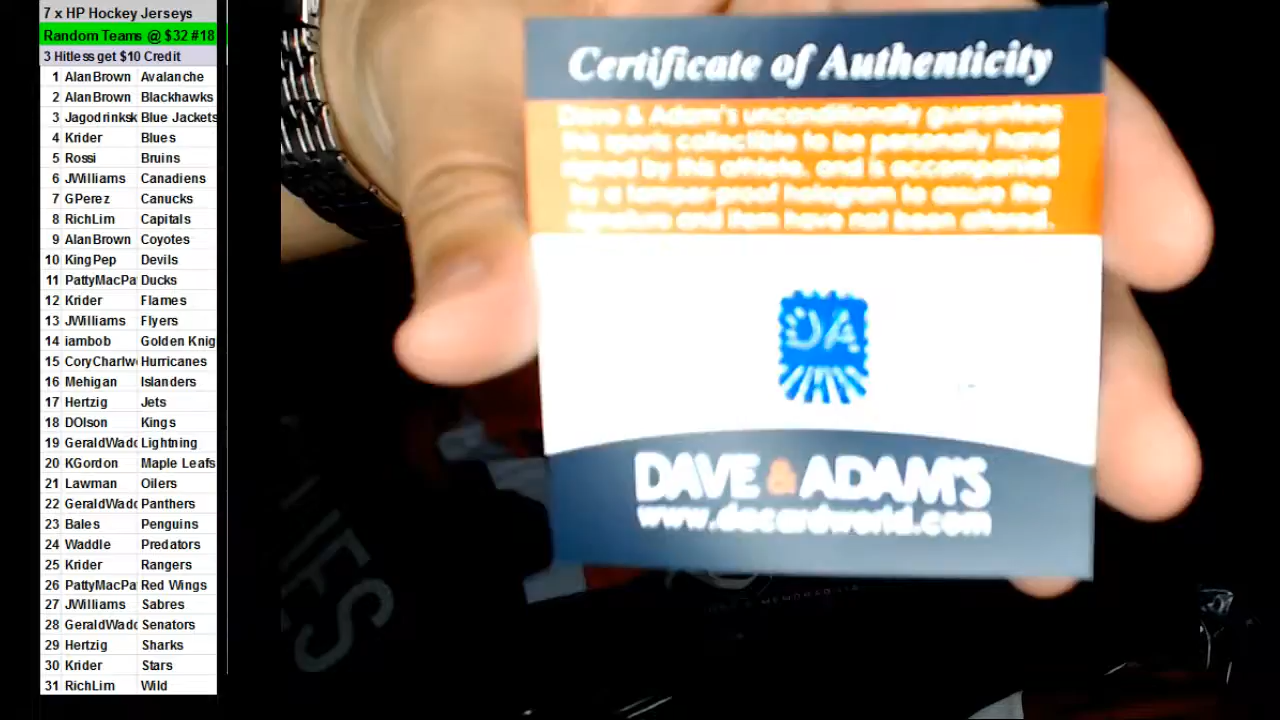 7 x HP Hockey Jerseys
Random Teams @ $32 #18
3 Hitless get $10 Credit
1 AlanBrown Avalanche
2 AlanBrown Blackhawks
3 Jagodrinksk Blue Jackets
4 Krider Blues
5 Rossi Bruins
6 JWilliams Canadiens
7 GPerez Canucks
8 RichLim Capitals
9 AlanBrown Coyotes
10 KingPep Devils
11 PattyMacPa Ducks
12 Krider Flames
13 JWilliams Flyers
14 iambob Golden Knig
15 CoryCharlw Hurricanes
16 Mehigan Islanders
17 Hertzig Jets
18 DOlson Kings
19 GeraldWadd Lightning
20 KGordon Maple Leafs
21 Lawman Oilers
22 GeraldWadd Panthers
23 Bales Penguins
24 Waddle Predators
25 Krider Rangers
26 PattyMacPa Red Wings
27 JWilliams Sabres
28 GeraldWadd Senators
29 Hertzig Sharks
30 Krider Stars
31 RichLim Wild
Certificate of Authenticity
Dave & Adam's unconditionally guarantees
this sports collectible to be personally hand
signed by this athlete, and is accompanied
by a tamper-proof hologram to assure the
signature and item have not been altered.
DA
DAVE & ADAM'S
www.dacardworld.com
MEMORABILIA